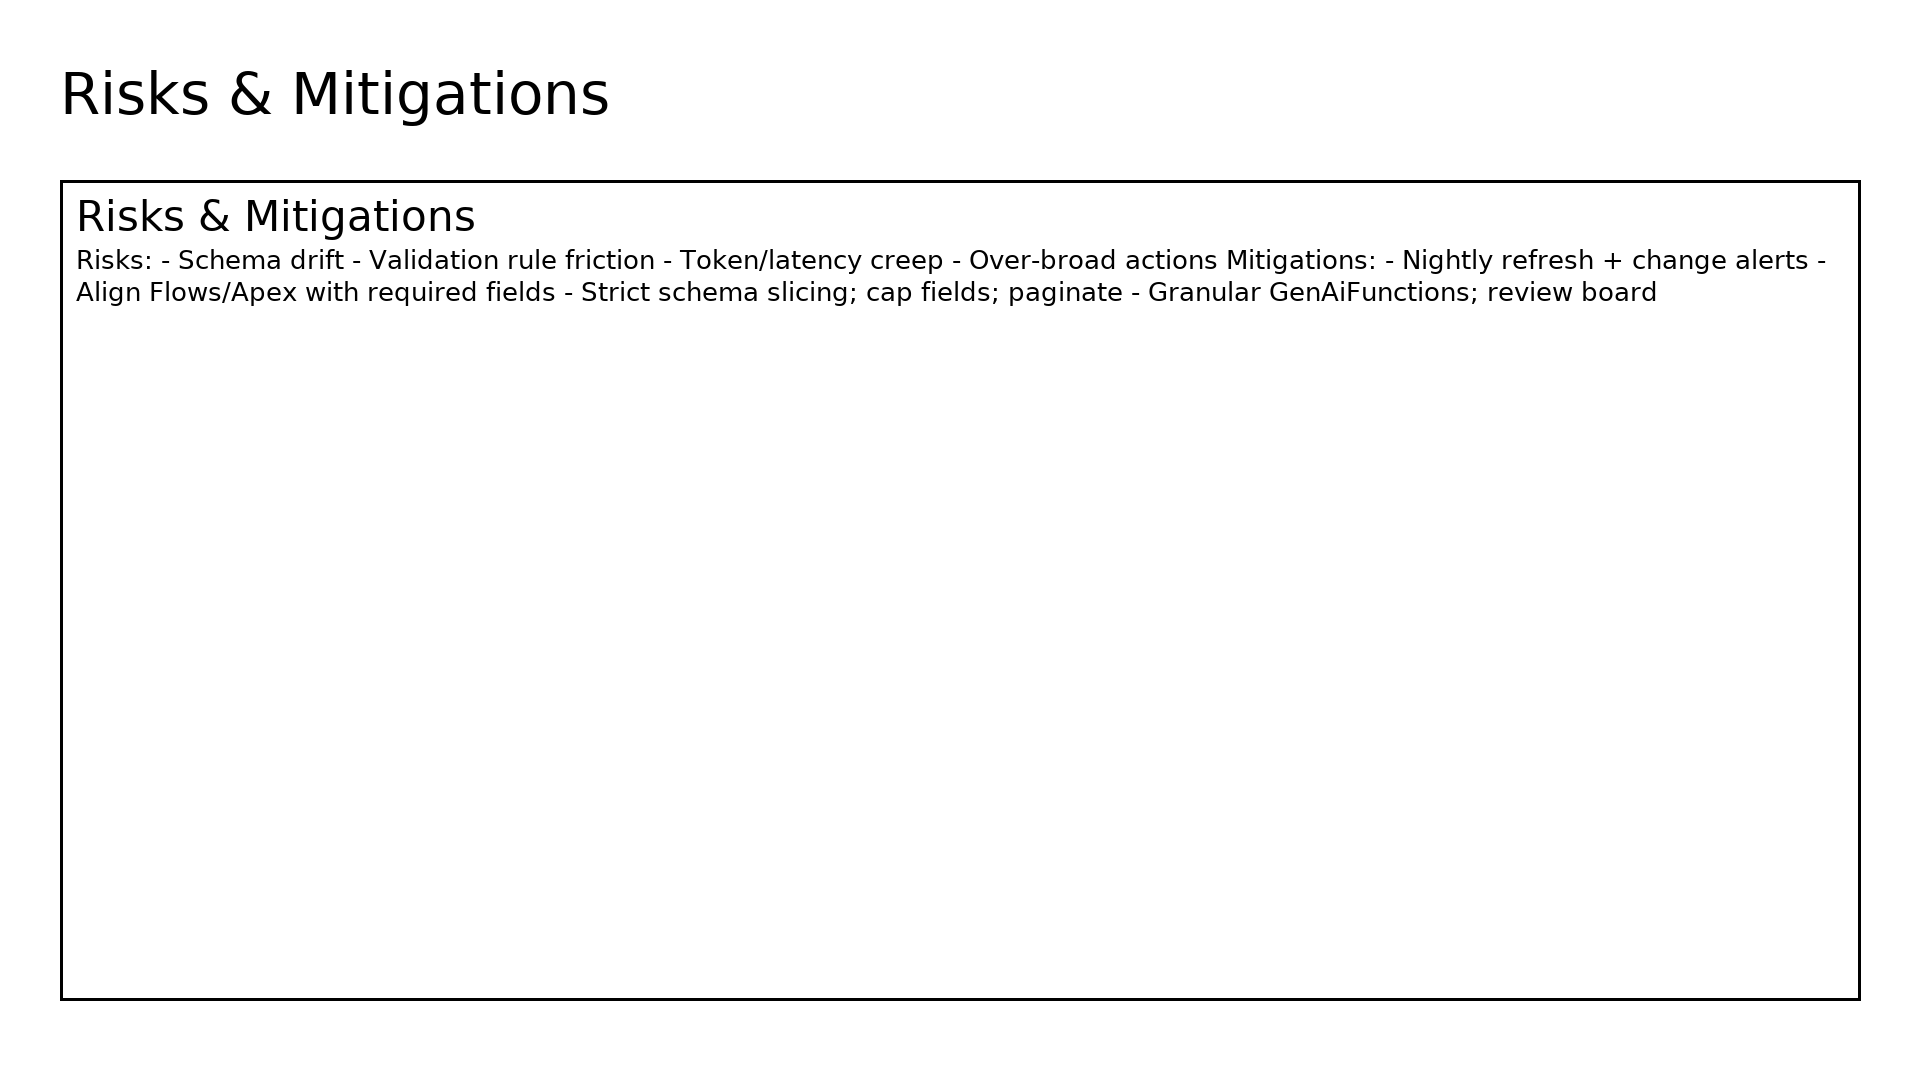 Risks & Mitigations
Risks & Mitigations
Risks: - Schema drift - Validation rule friction - Token/latency creep - Over-broad actions Mitigations: - Nightly refresh + change alerts -
Align Flows/Apex with required fields - Strict schema slicing; cap fields; paginate - Granular GenAiFunctions; review board